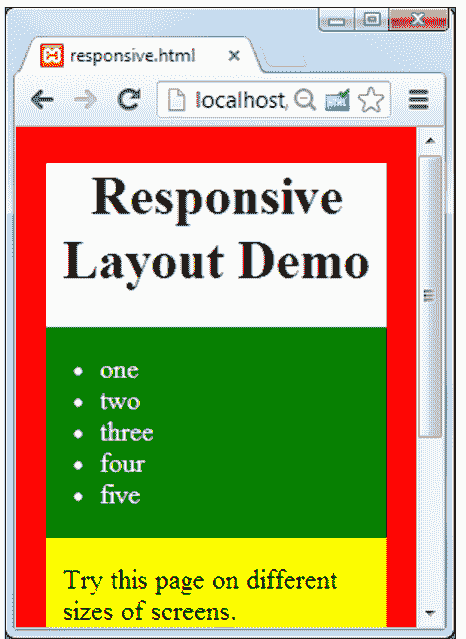 responsive.html
localhost,
Responsive
Layout Demo
one
two
three
four
five
Try this page on different
sizes of screens.